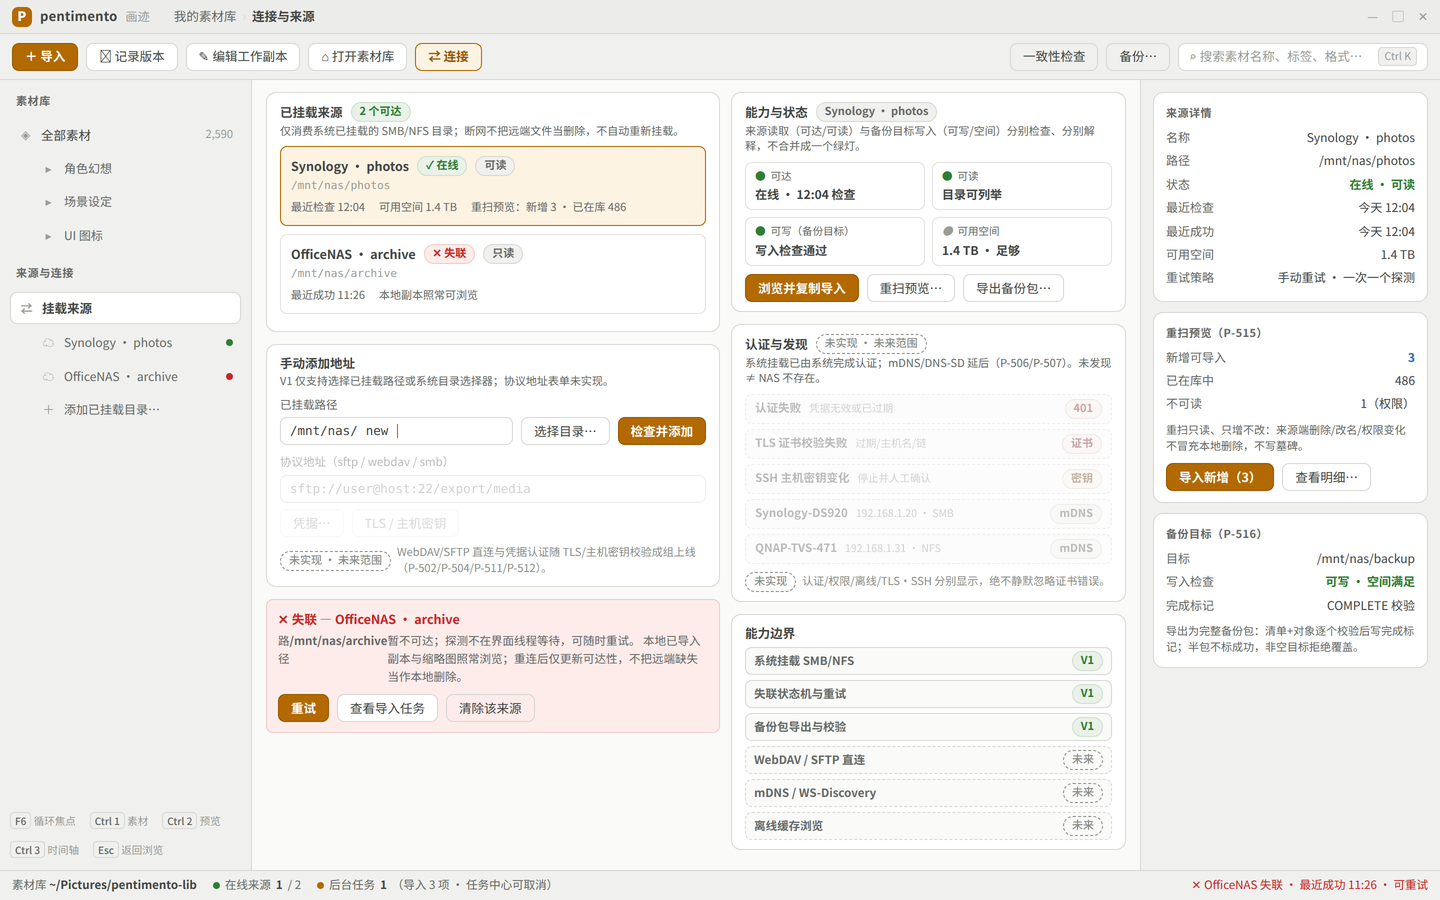 P pentimento 画迹 我的素材库 连接与来源
＋ 导入 记录版本 ✎ 编辑工作副本 ⌂ 打开素材库 ⇄ 连接 一致性检查 备份… ⌕ 搜索素材名称、标签、格式… Ctrl K
素材库
◈ 全部素材 2,590
▸ 角色幻想
▸ 场景设定
▸ UI 图标
来源与连接
⇄ 挂载来源
Synology · photos
OfficeNAS · archive
＋ 添加已挂载目录…
F6 循环焦点 Ctrl 1 素材 Ctrl 2 预览
Ctrl 3 时间轴 Esc 返回浏览
已挂载来源 2 个可达
仅消费系统已挂载的 SMB/NFS 目录；断网不把远端文件当删除，不自动重新挂载。
Synology · photos ✓ 在线 可读
/mnt/nas/photos
最近检查 12:04 可用空间 1.4 TB 重扫预览：新增 3 · 已在库 486
OfficeNAS · archive ✕ 失联 只读
/mnt/nas/archive
最近成功 11:26 本地副本照常可浏览
手动添加地址
V1 仅支持选择已挂载路径或系统目录选择器；协议地址表单未实现。
已挂载路径
/mnt/nas/ new | 选择目录… 检查并添加
协议地址（sftp / webdav / smb）
sftp://user@host:22/export/media
凭据… TLS / 主机密钥
未实现 · 未来范围 WebDAV/SFTP 直连与凭据认证随 TLS/主机密钥校验成组上线
（P-502/P-504/P-511/P-512）。
✕ 失联 — OfficeNAS · archive
路径 /mnt/nas/archive 暂不可达；探测不在界面线程等待，可随时重试。 本地已导入
副本与缩略图照常浏览；重连后仅更新可达性，不把远端缺失
当作本地删除。
重试 查看导入任务 清除该来源
能力与状态 Synology · photos
来源读取（可达/可读）与备份目标写入（可写/空间）分别检查、分别解
释，不合并成一个绿灯。
可达
在线 · 12:04 检查
可读
目录可列举
可写（备份目标）
写入检查通过
可用空间
1.4 TB · 足够
浏览并复制导入 重扫预览… 导出备份包…
认证与发现 未实现 · 未来范围
系统挂载已由系统完成认证；mDNS/DNS-SD 延后（P-506/P-507）。未发现
≠ NAS 不存在。
认证失败 凭据无效或已过期 401
TLS 证书校验失败 过期/主机名/链 证书
SSH 主机密钥变化 停止并人工确认 密钥
Synology-DS920 192.168.1.20 · SMB mDNS
QNAP-TVS-471 192.168.1.31 · NFS mDNS
未实现 认证/权限/离线/TLS·SSH 分别显示，绝不静默忽略证书错误。
能力边界
系统挂载 SMB/NFS V1
失联状态机与重试 V1
备份包导出与校验 V1
WebDAV / SFTP 直连 未来
mDNS / WS-Discovery 未来
离线缓存浏览 未来
来源详情
名称 Synology · photos
路径 /mnt/nas/photos
状态 在线 · 可读
最近检查 今天 12:04
最近成功 今天 12:04
可用空间 1.4 TB
重试策略 手动重试 · 一次一个探测
重扫预览（P-515）
新增可导入 3
已在库中 486
不可读 1（权限）
重扫只读、只增不改：来源端删除/改名/权限变化
不冒充本地删除，不写墓碑。
导入新增（3） 查看明细…
备份目标（P-516）
目标 /mnt/nas/backup
写入检查 可写 · 空间满足
完成标记 COMPLETE 校验
导出为完整备份包：清单+对象逐个校验后写完成标
记；半包不标成功，非空目标拒绝覆盖。
素材库 ~/Pictures/pentimento-lib 在线来源 1 / 2 后台任务 1 （导入 3 项 · 任务中心可取消） ✕ OfficeNAS 失联 · 最近成功 11:26 · 可重试